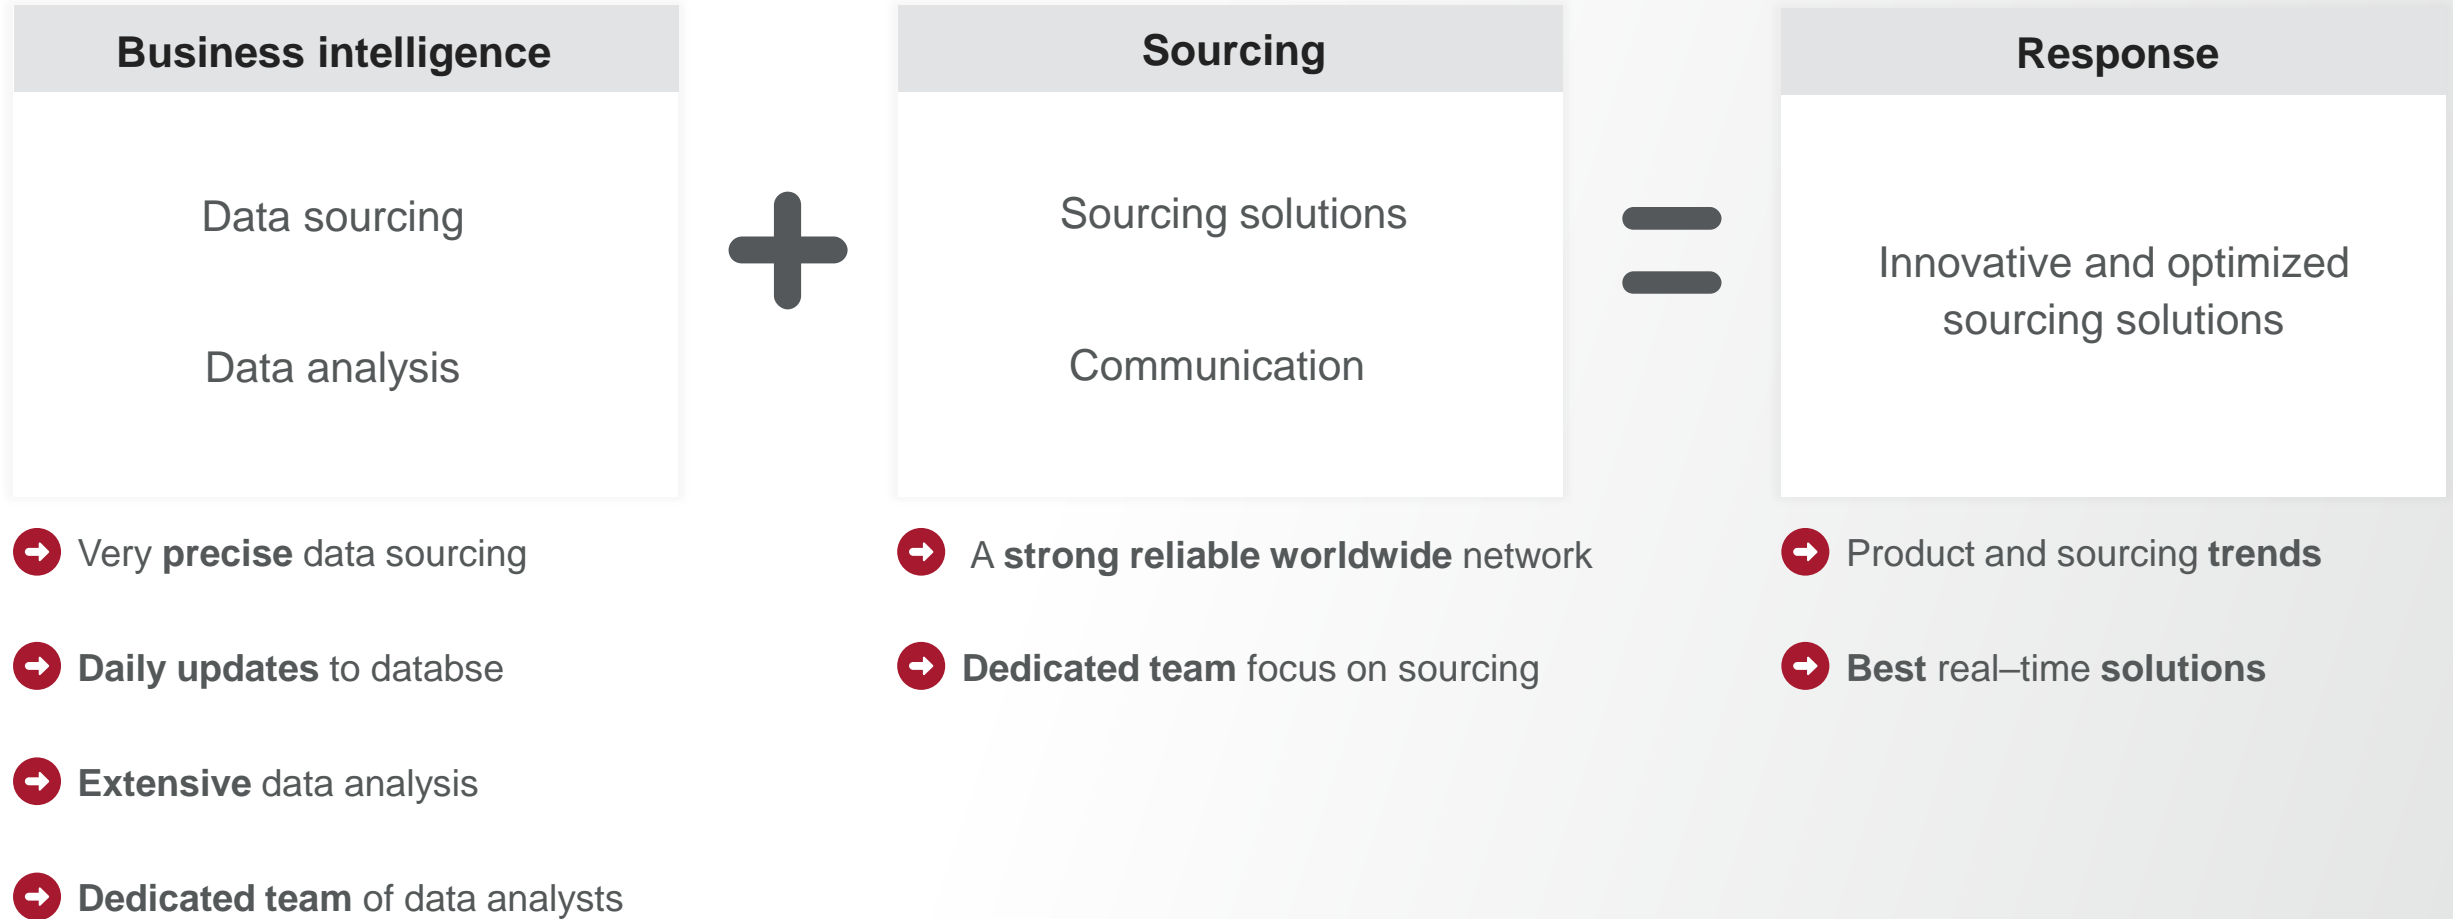 Business intelligence
Data sourcing
Data analysis
Very precise data sourcing
Daily updates to databse
Extensive data analysis
Dedicated team of data analysts
Sourcing
Sourcing solutions
Communication
A strong reliable worldwide network
Dedicated team focus on sourcing
Response
Innovative and optimized
sourcing solutions
Product and sourcing trends
Best real–time solutions